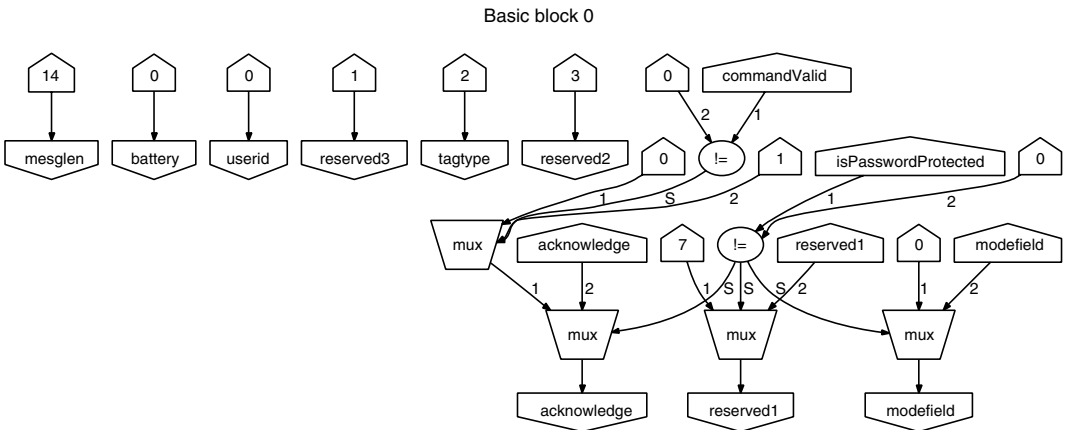 Basic block 0
14 0 0 1 2 3 0 commandValid
2 1
mesglen battery userid reserved3 tagtype reserved2 0 != 1 isPasswordProtected 0
1 S 2 1 2
mux acknowledge 7 != reserved1 0 modefield
1 2 1 S S S 2 1 2
mux mux mux
acknowledge reserved1 modefield